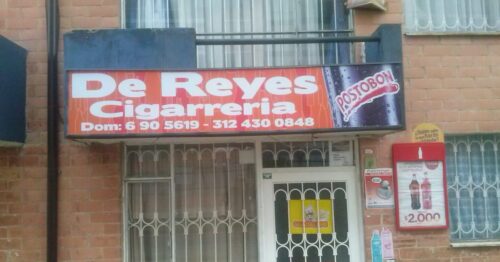 De Reyes
Cigarreria
Dom: 6 90 5619 - 312 430 0848
POSTOBON
$2.000